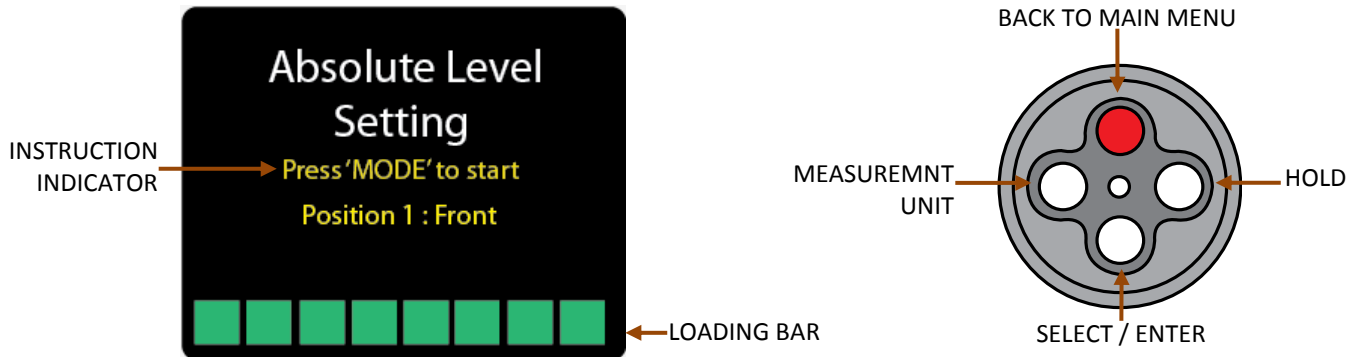 Absolute Level
Setting
Press 'MODE' to start
Position 1 : Front
INSTRUCTION
INDICATOR
LOADING BAR
BACK TO MAIN MENU
MEASUREMNT
UNIT
HOLD
SELECT / ENTER